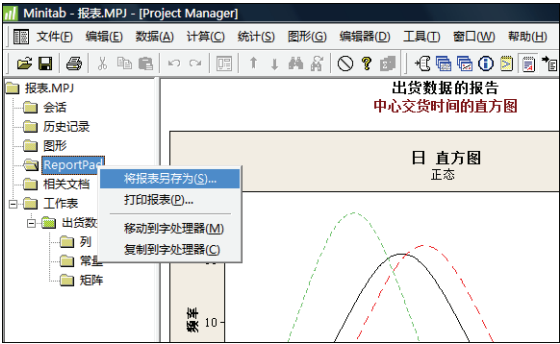 Minitab - 报表.MPJ - [Project Manager]
文件(F) 编辑(E) 数据(A) 计算(C) 统计(S) 图形(G) 编辑器(D) 工具(T) 窗口(W) 帮助(H)
报表.MPJ
会话
历史记录
图形
ReportPad
相关文档
工作表
出货数
列
常量
矩阵
将报表另存为(S)...
打印报表(P)...
移动到字处理器(M)
复制到字处理器(C)
出货数据的报告
中心交货时间的直方图
日 直方图
正态
频率
10